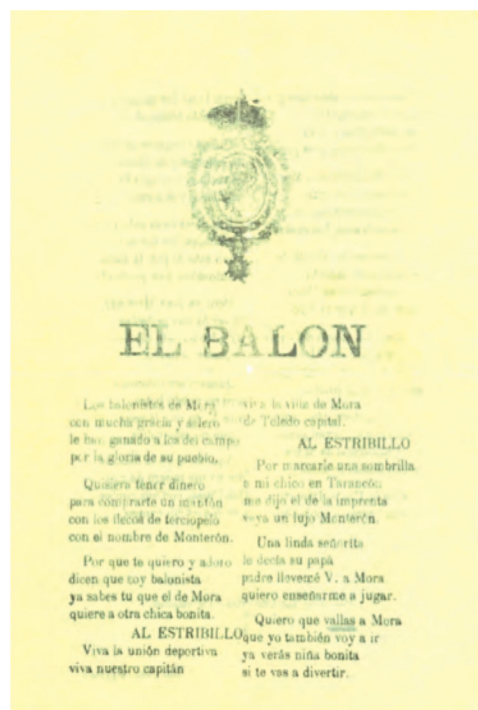 EL BALON
Los balonistas de Mora
con mucha gracia y salero
le han ganado a los del campo
por la gloria de su pueblo.
Quisiera tener dinero
para comprarte un mantón
con los flecos de terciopelo
con el nombre de Monterón.
Por que te quiero y adoro
dicen que soy balonista
ya sabes tu que el de Mora
quiere a otra chica bonita.
AL ESTRIBILLO
Viva la unión deportiva
viva nuestro capitán
viva la villa de Mora
de Toledo capital.
AL ESTRIBILLO
Por marcarle una sombrilla
a mi chico en Tarancón
me dijo el de la imprenta
vaya un lujo Monterón.
Una linda señorita
le decía su papá
padre llevemé V. a Mora
quiero enseñarme a jugar.
Quiero que vallas a Mora
que yo también voy a ir
ya verás niña bonita
si te vas a divertir.